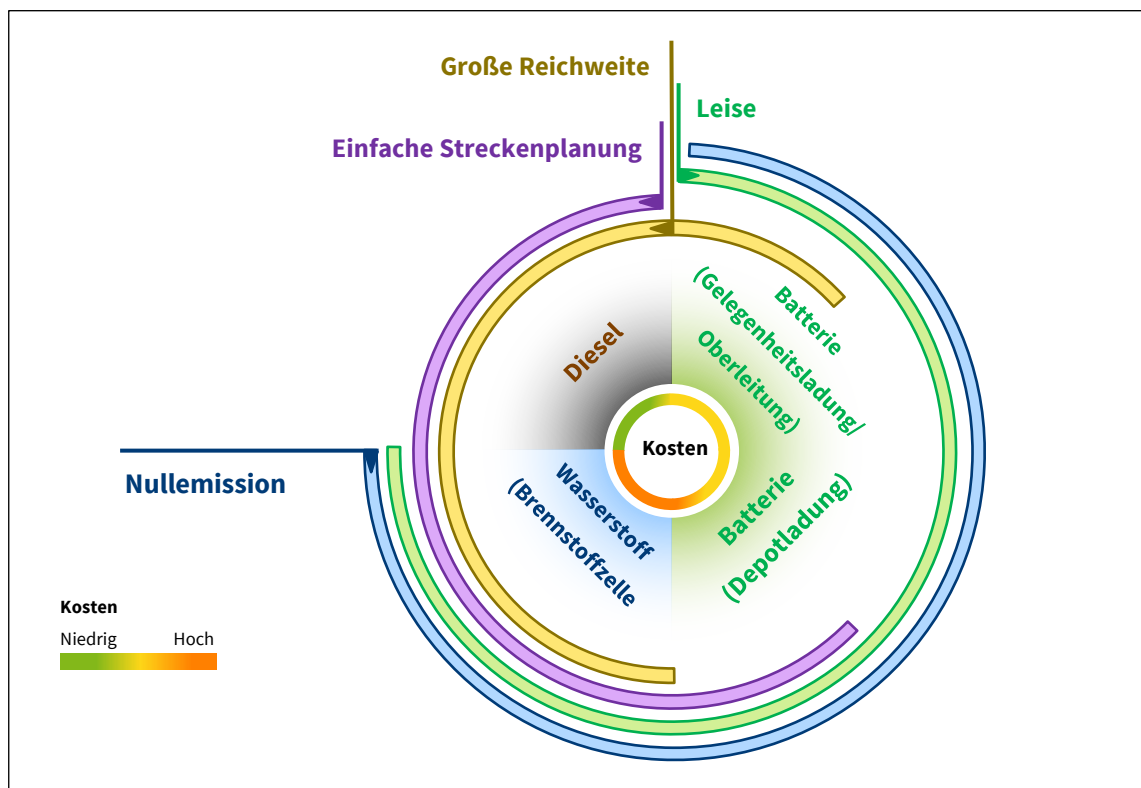 Große Reichweite
Leise
Einfache Streckenplanung
Batterie
(Gelegenheitsladung/
Oberleitung)
Diesel
Kosten
Nullemission
Wasserstoff
(Brennstoffzelle
Batterie
(Depotladung)
Kosten
Niedrig Hoch